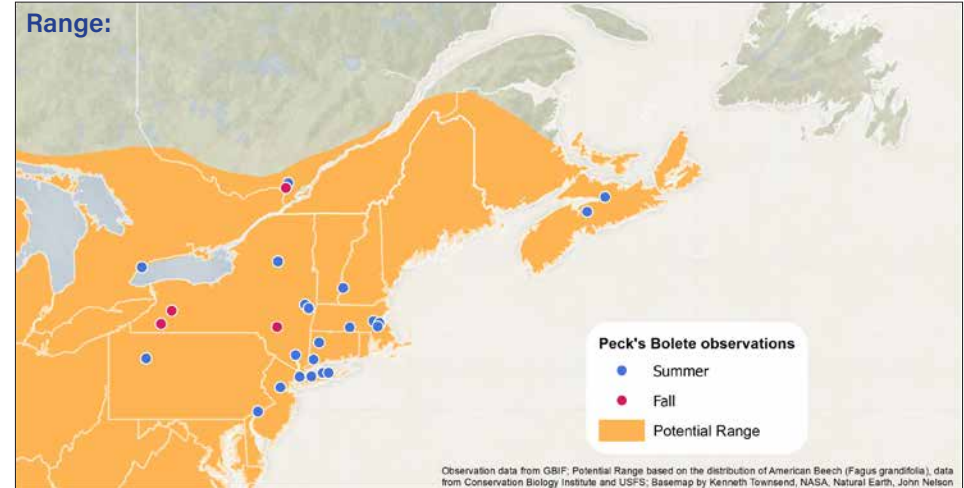 Range:
Peck's Bolete observations
Summer
Fall
Potential Range
Observation data from GBIF; Potential Range based on the distribution of American Beech (Fagus grandifolia), data
from Conservation Biology Institute and USFS; Basemap by Kenneth Townsend, NASA, Natural Earth, John Nelson